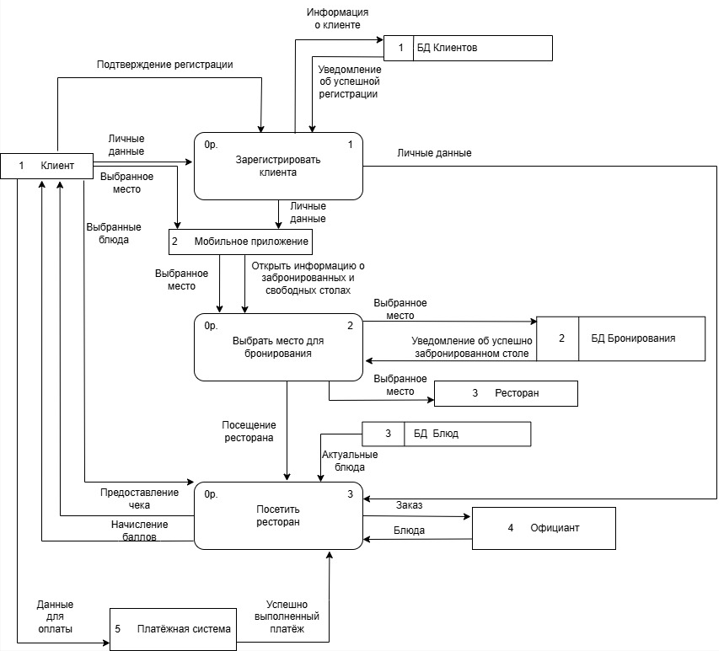 Информация
о клиенте
1 БД Клиентов
Подтверждение регистрации
Уведомление
об успешной
регистрации
0р. 1
Зарегистрировать
клиента
Личные
данные
Личные данные
1 Клиент
Выбранное
место
Личные
данные
Выбранные
блюда
2 Мобильное приложение
Выбранное
место
Открыть информацию о
забронированных и
свободных столах
0р. 2
Выбрать место для
бронирования
Выбранное
место
2 БД Бронирования
Уведомление об успешно
забронированном столе
Выбранное
место
3 Ресторан
Посещение
ресторана
3 БД Блюд
Актуальные
блюда
0р. 3
Посетить
ресторан
Предоставление
чека
Начисление
баллов
Заказ
Блюда
4 Официант
Данные
для
оплаты
5 Платёжная система
Успешно
выполненный
платёж